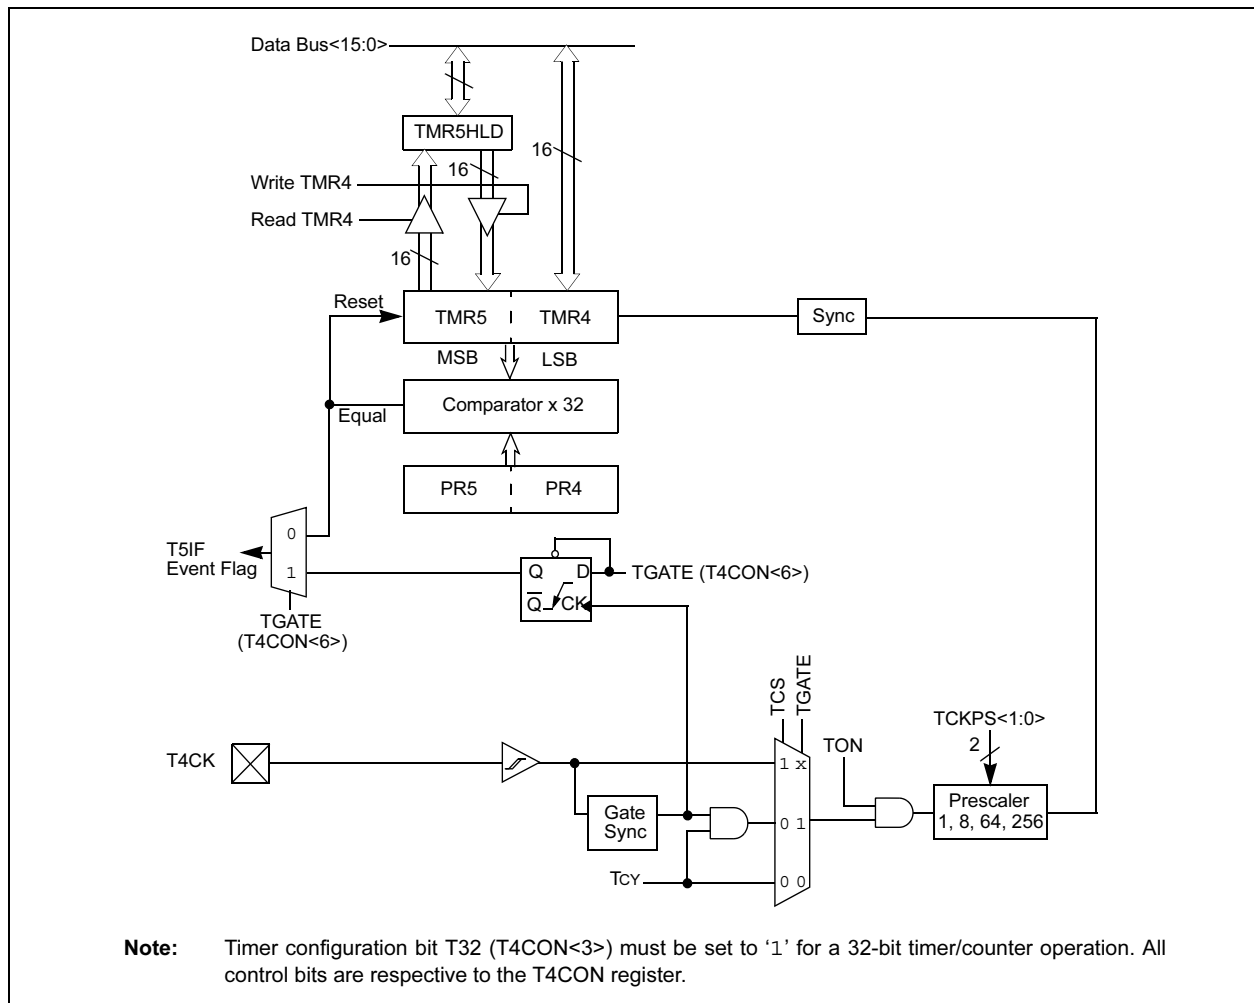 Data Bus<15:0>
TMR5HLD
16
16
Write TMR4
Read TMR4
16
Reset
TMR5
TMR4
Sync
MSB
LSB
Equal
Comparator x 32
PR5
PR4
0
T5IF
Event Flag
1
Q
D
TGATE (T4CON<6>)
Q
CK
TGATE
(T4CON<6>)
TCS
TGATE
TCKPS<1:0>
2
TON
T4CK
1 x
Prescaler
1, 8, 64, 256
Gate
Sync
0 1
TCY
0 0
Note: Timer configuration bit T32 (T4CON<3>) must be set to ‘1’ for a 32-bit timer/counter operation. All
control bits are respective to the T4CON register.